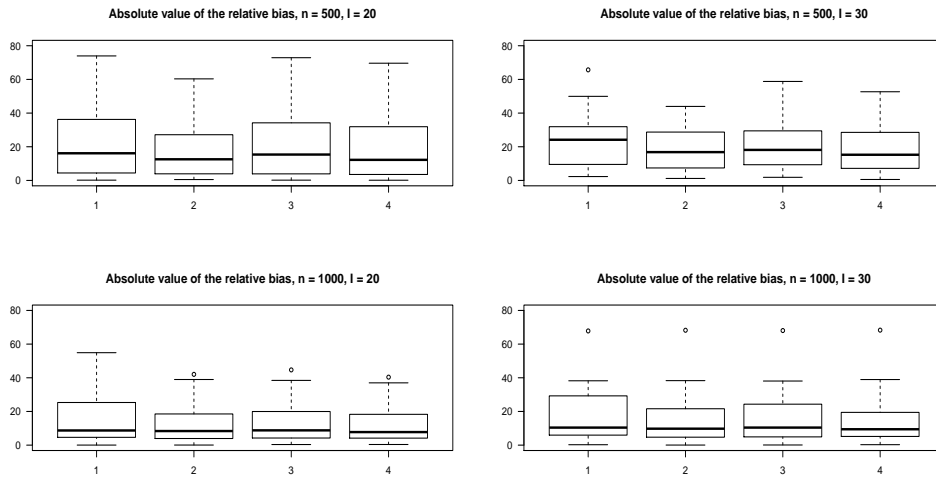 Absolute value of the relative bias, n = 500, I = 20
80
60
40
20
0
1 2 3 4
Absolute value of the relative bias, n = 500, I = 30
80
60
40
20
0
1 2 3 4
Absolute value of the relative bias, n = 1000, I = 20
80
60
40
20
0
1 2 3 4
Absolute value of the relative bias, n = 1000, I = 30
80
60
40
20
0
1 2 3 4